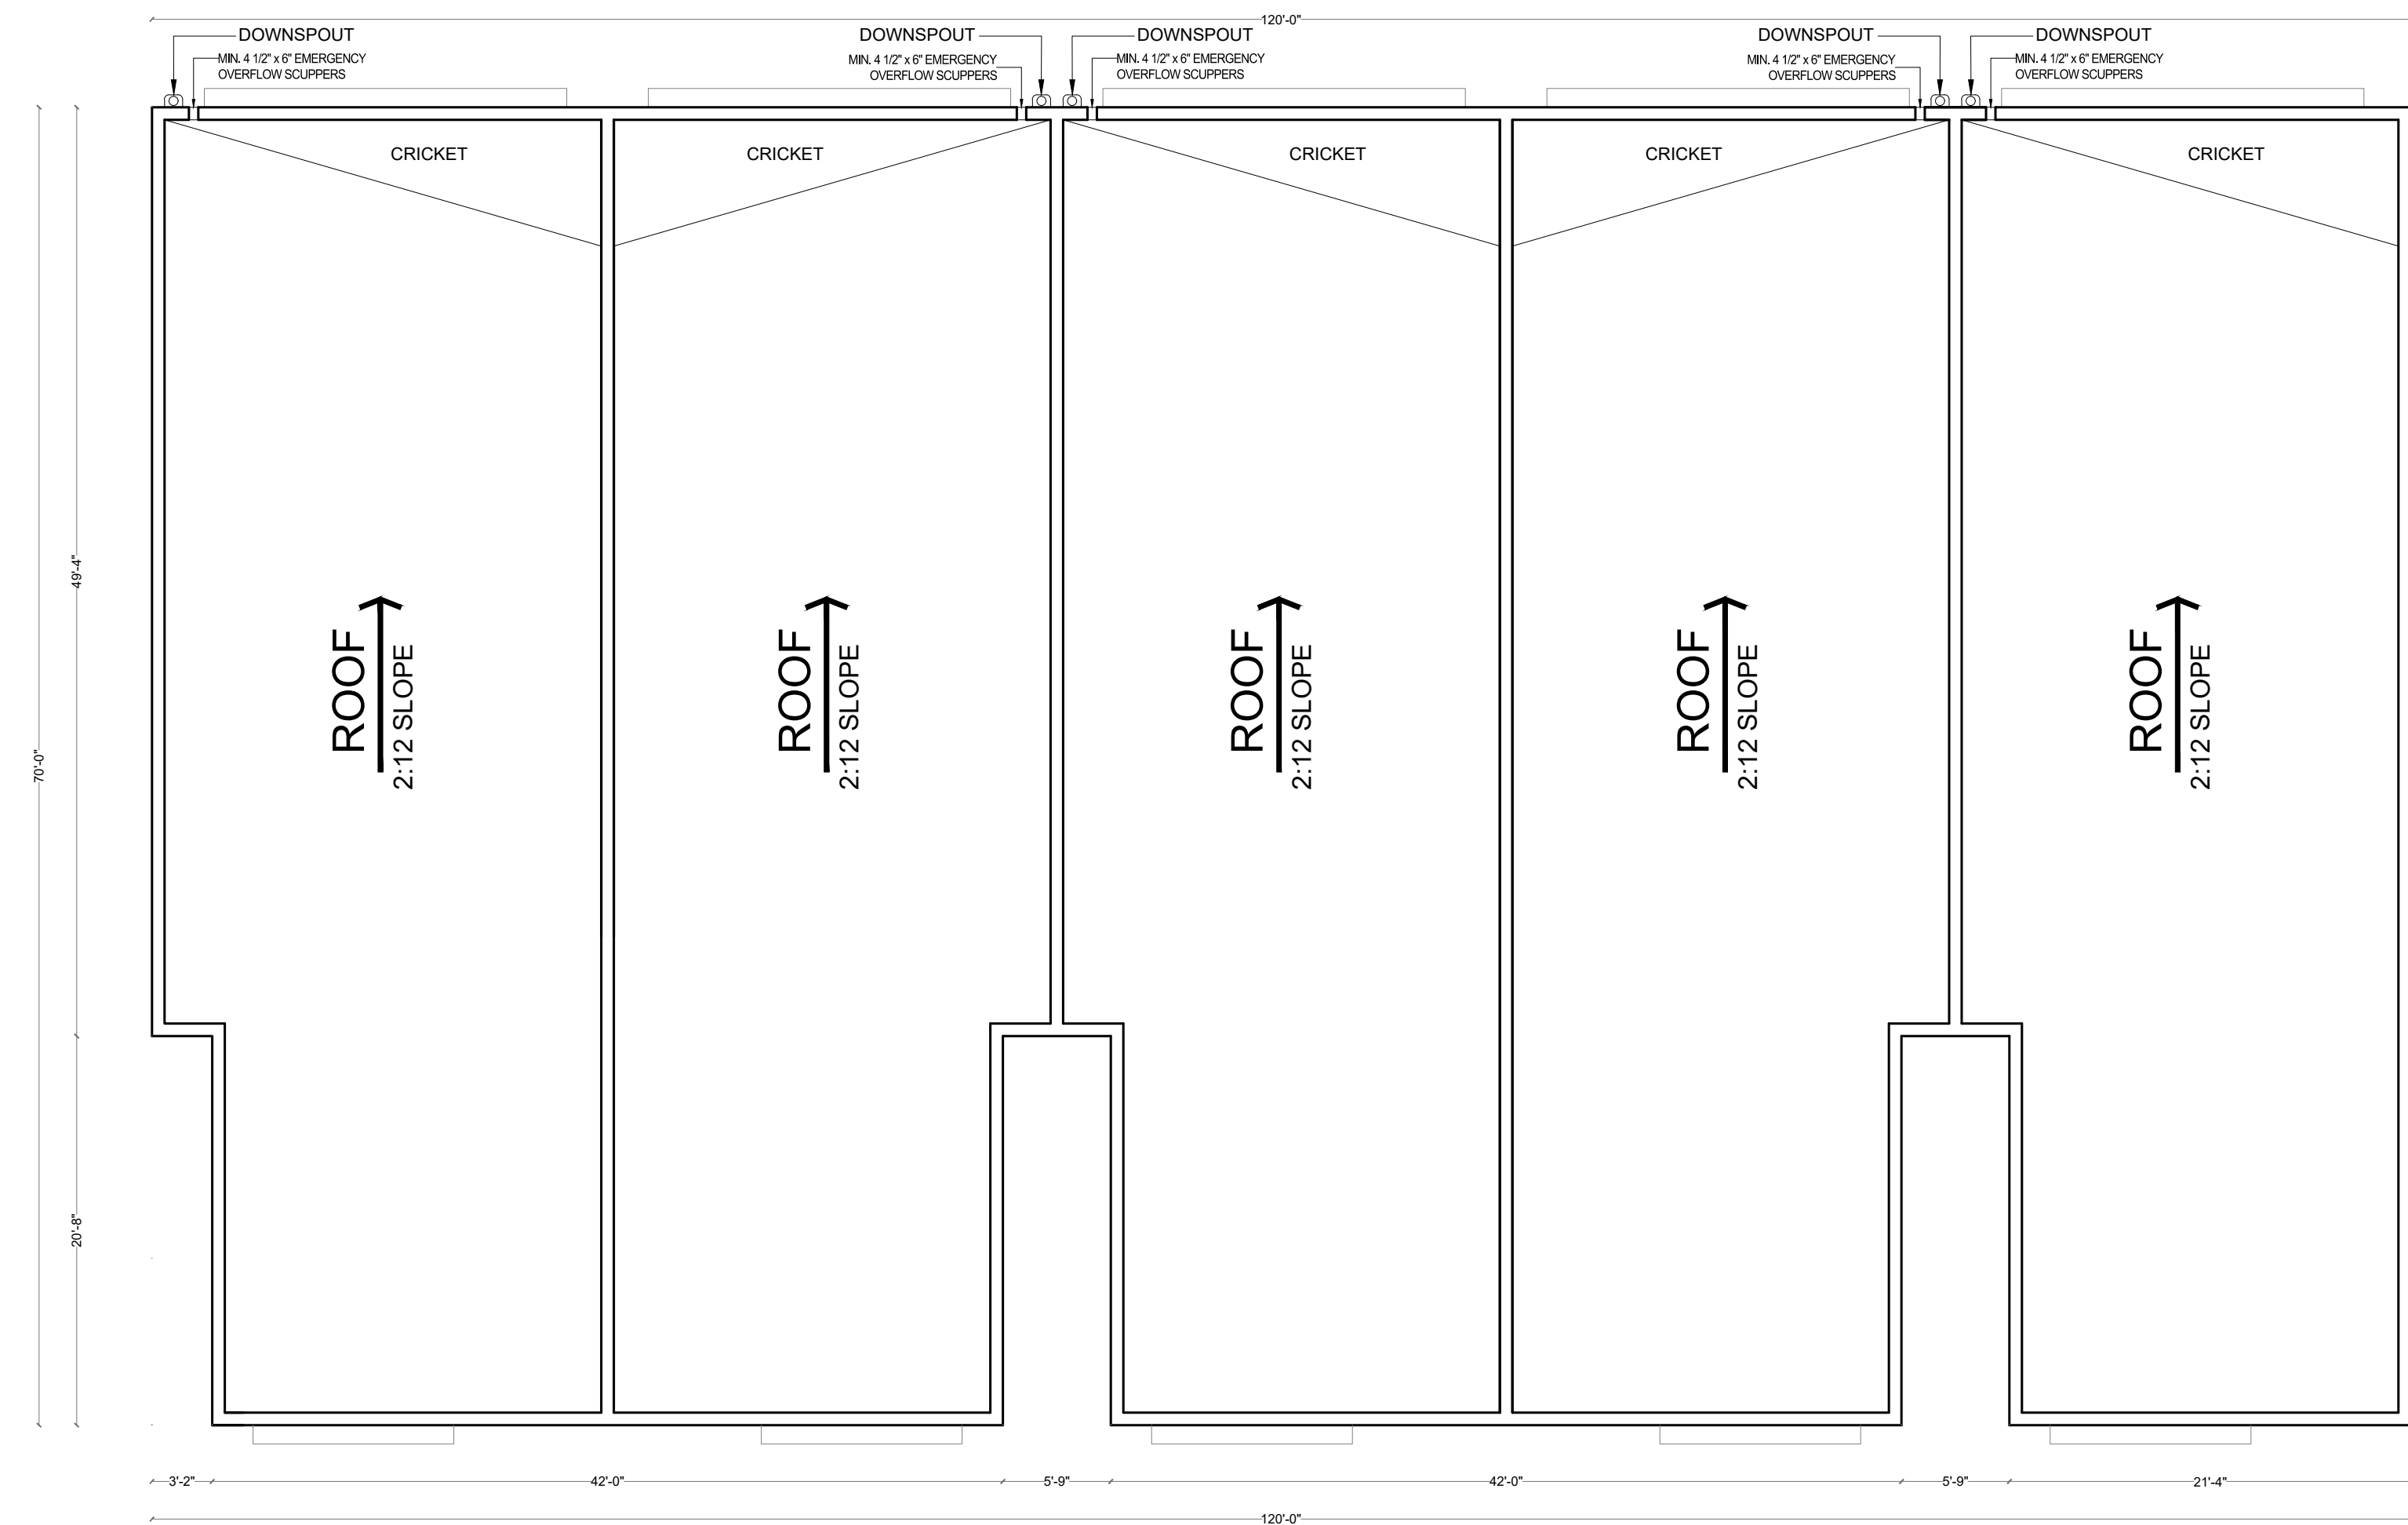 120'-0"
DOWNSPOUT
DOWNSPOUT
DOWNSPOUT
DOWNSPOUT
DOWNSPOUT
MIN. 4 1/2" x 6" EMERGENCY
OVERFLOW SCUPPERS
MIN. 4 1/2" x 6" EMERGENCY
OVERFLOW SCUPPERS
MIN. 4 1/2" x 6" EMERGENCY
OVERFLOW SCUPPERS
MIN. 4 1/2" x 6" EMERGENCY
OVERFLOW SCUPPERS
MIN. 4 1/2" x 6" EMERGENCY
OVERFLOW SCUPPERS
CRICKET
CRICKET
CRICKET
CRICKET
CRICKET
70'-0"
49'-4"
ROOF
2:12 SLOPE
ROOF
2:12 SLOPE
ROOF
2:12 SLOPE
ROOF
2:12 SLOPE
ROOF
2:12 SLOPE
20'-8"
3'-2"
42'-0"
5'-9"
42'-0"
5'-9"
21'-4"
120'-0"